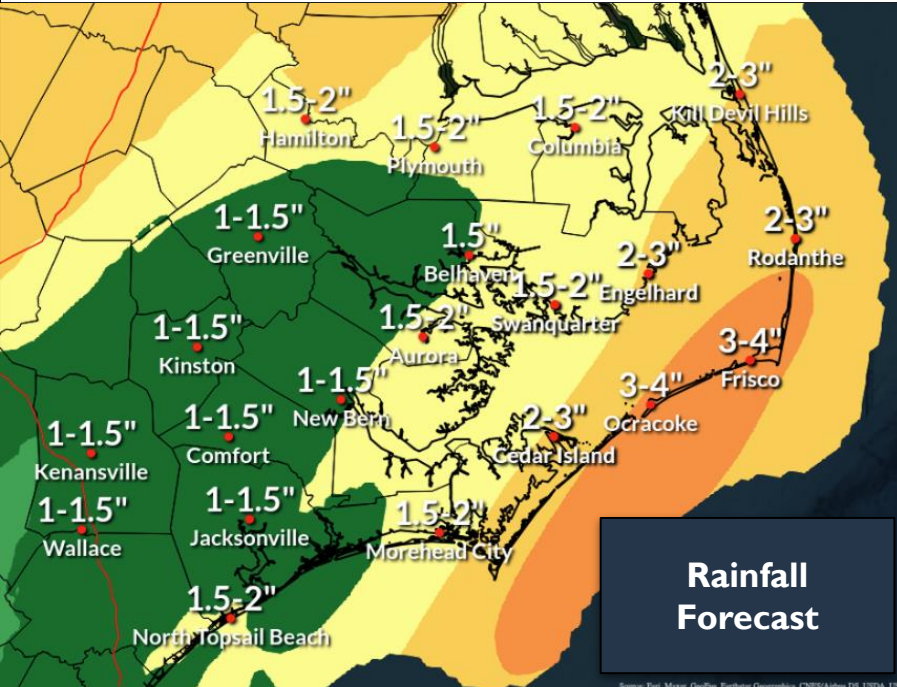 2-3"
Kill Devil Hills
1.5-2"
Hamilton
1.5-2"
Plymouth
1.5-2"
Columbia
1-1.5"
Greenville
1.5"
Belhaven
2-3"
Engelhard
2-3"
Rodanthe
1.5-2"
Swanquarter
1.5-2"
Aurora
1-1.5"
Kinston
3-4"
Frisco
1-1.5"
New Bern
3-4"
Ocracoke
1-1.5"
Kenansville
1-1.5"
Comfort
2-3"
Cedar Island
1-1.5"
Wallace
1-1.5"
Jacksonville
1.5-2"
Morehead City
1.5-2"
North Topsail Beach
Rainfall
Forecast